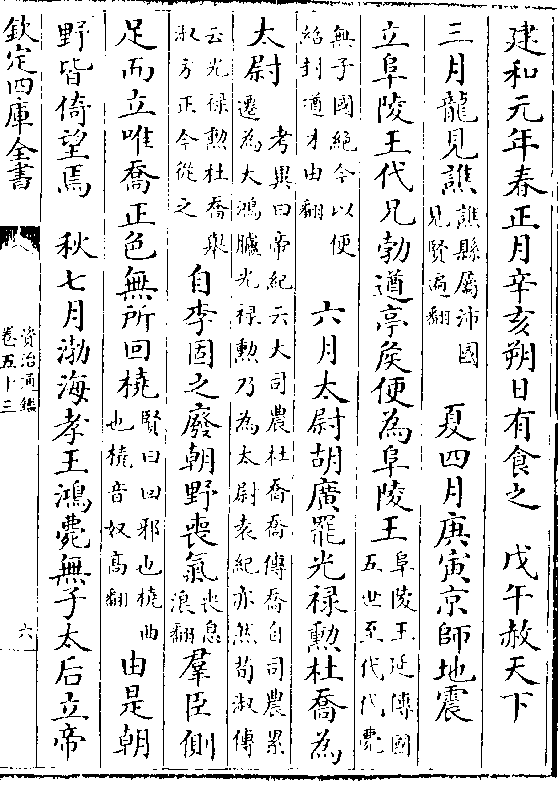 建和元年春正月辛亥朔日有食之　戊午赦天下
三月龍見譙譙縣屬沛國見賢遍翻　夏四月庚寅京師地震
立阜陵王代兄勃遒亭侯便為阜陵王阜陵王延傳國五世至代代薨
無子國絶今以便紹封遒才由翻　六月太尉胡廣罷光祿勲杜喬為
太尉考異曰帝紀云大司農杜喬喬傳喬自司農累遷為大鴻臚光祿勲乃為太尉袁紀亦然荀淑傳
云光祿勲杜喬舉淑方正今從之　自李固之廢朝野喪氣喪息浪翻羣臣側
足而立唯喬正色無所回橈賢曰回邪也橈曲也橈音奴高翻由是朝
野皆倚望焉　秋七月渤海孝王鴻薨無子太后立帝
欽定四庫全書
資治通鑑
卷五十三
六